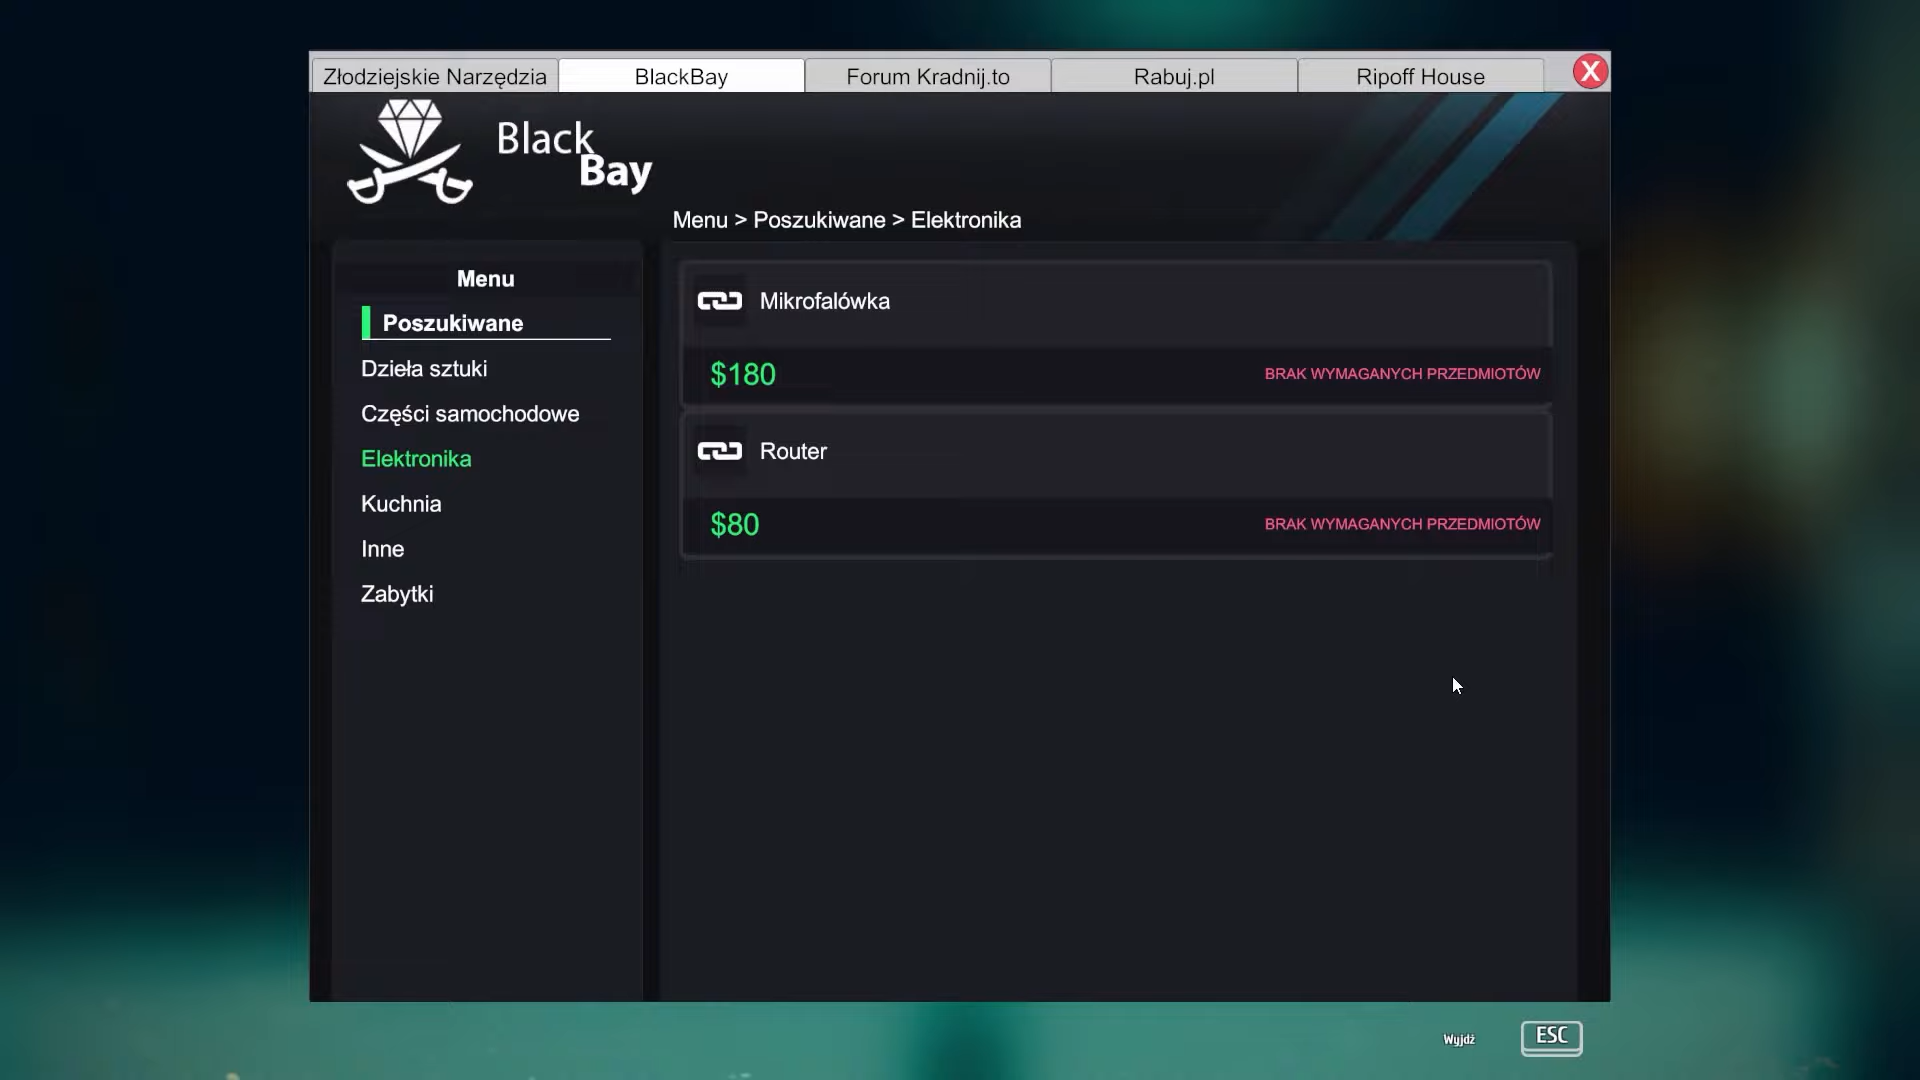 Złodziejskie Narzędzia
BlackBay
Forum Kradnij.to
Rabuj.pl
Ripoff House
X
Black
Bay
Menu > Poszukiwane > Elektronika
Menu
Poszukiwane
Dzieła sztuki
Części samochodowe
Elektronika
Kuchnia
Inne
Zabytki
Mikrofalówka
$180
BRAK WYMAGANYCH PRZEDMIOTÓW
Router
$80
BRAK WYMAGANYCH PRZEDMIOTÓW
Wyjdź
ESC